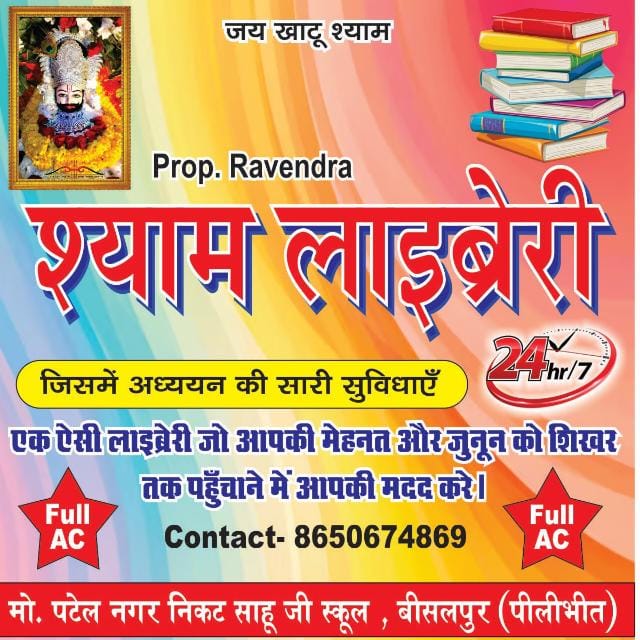 जय खाटू श्याम
Prop. Ravendra
श्याम लाइब्रेरी
24hr/7
जिसमें अध्ययन की सारी सुविधाएँ
एक ऐसी लाइब्रेरी जो आपकी मेहनत और जुनून को शिखर
तक पहुँचाने में आपकी मदद करे।
Full
AC
Contact- 8650674869
Full
AC
मो. पटेल नगर निकट साहू जी स्कूल , बीसलपुर (पीलीभीत)